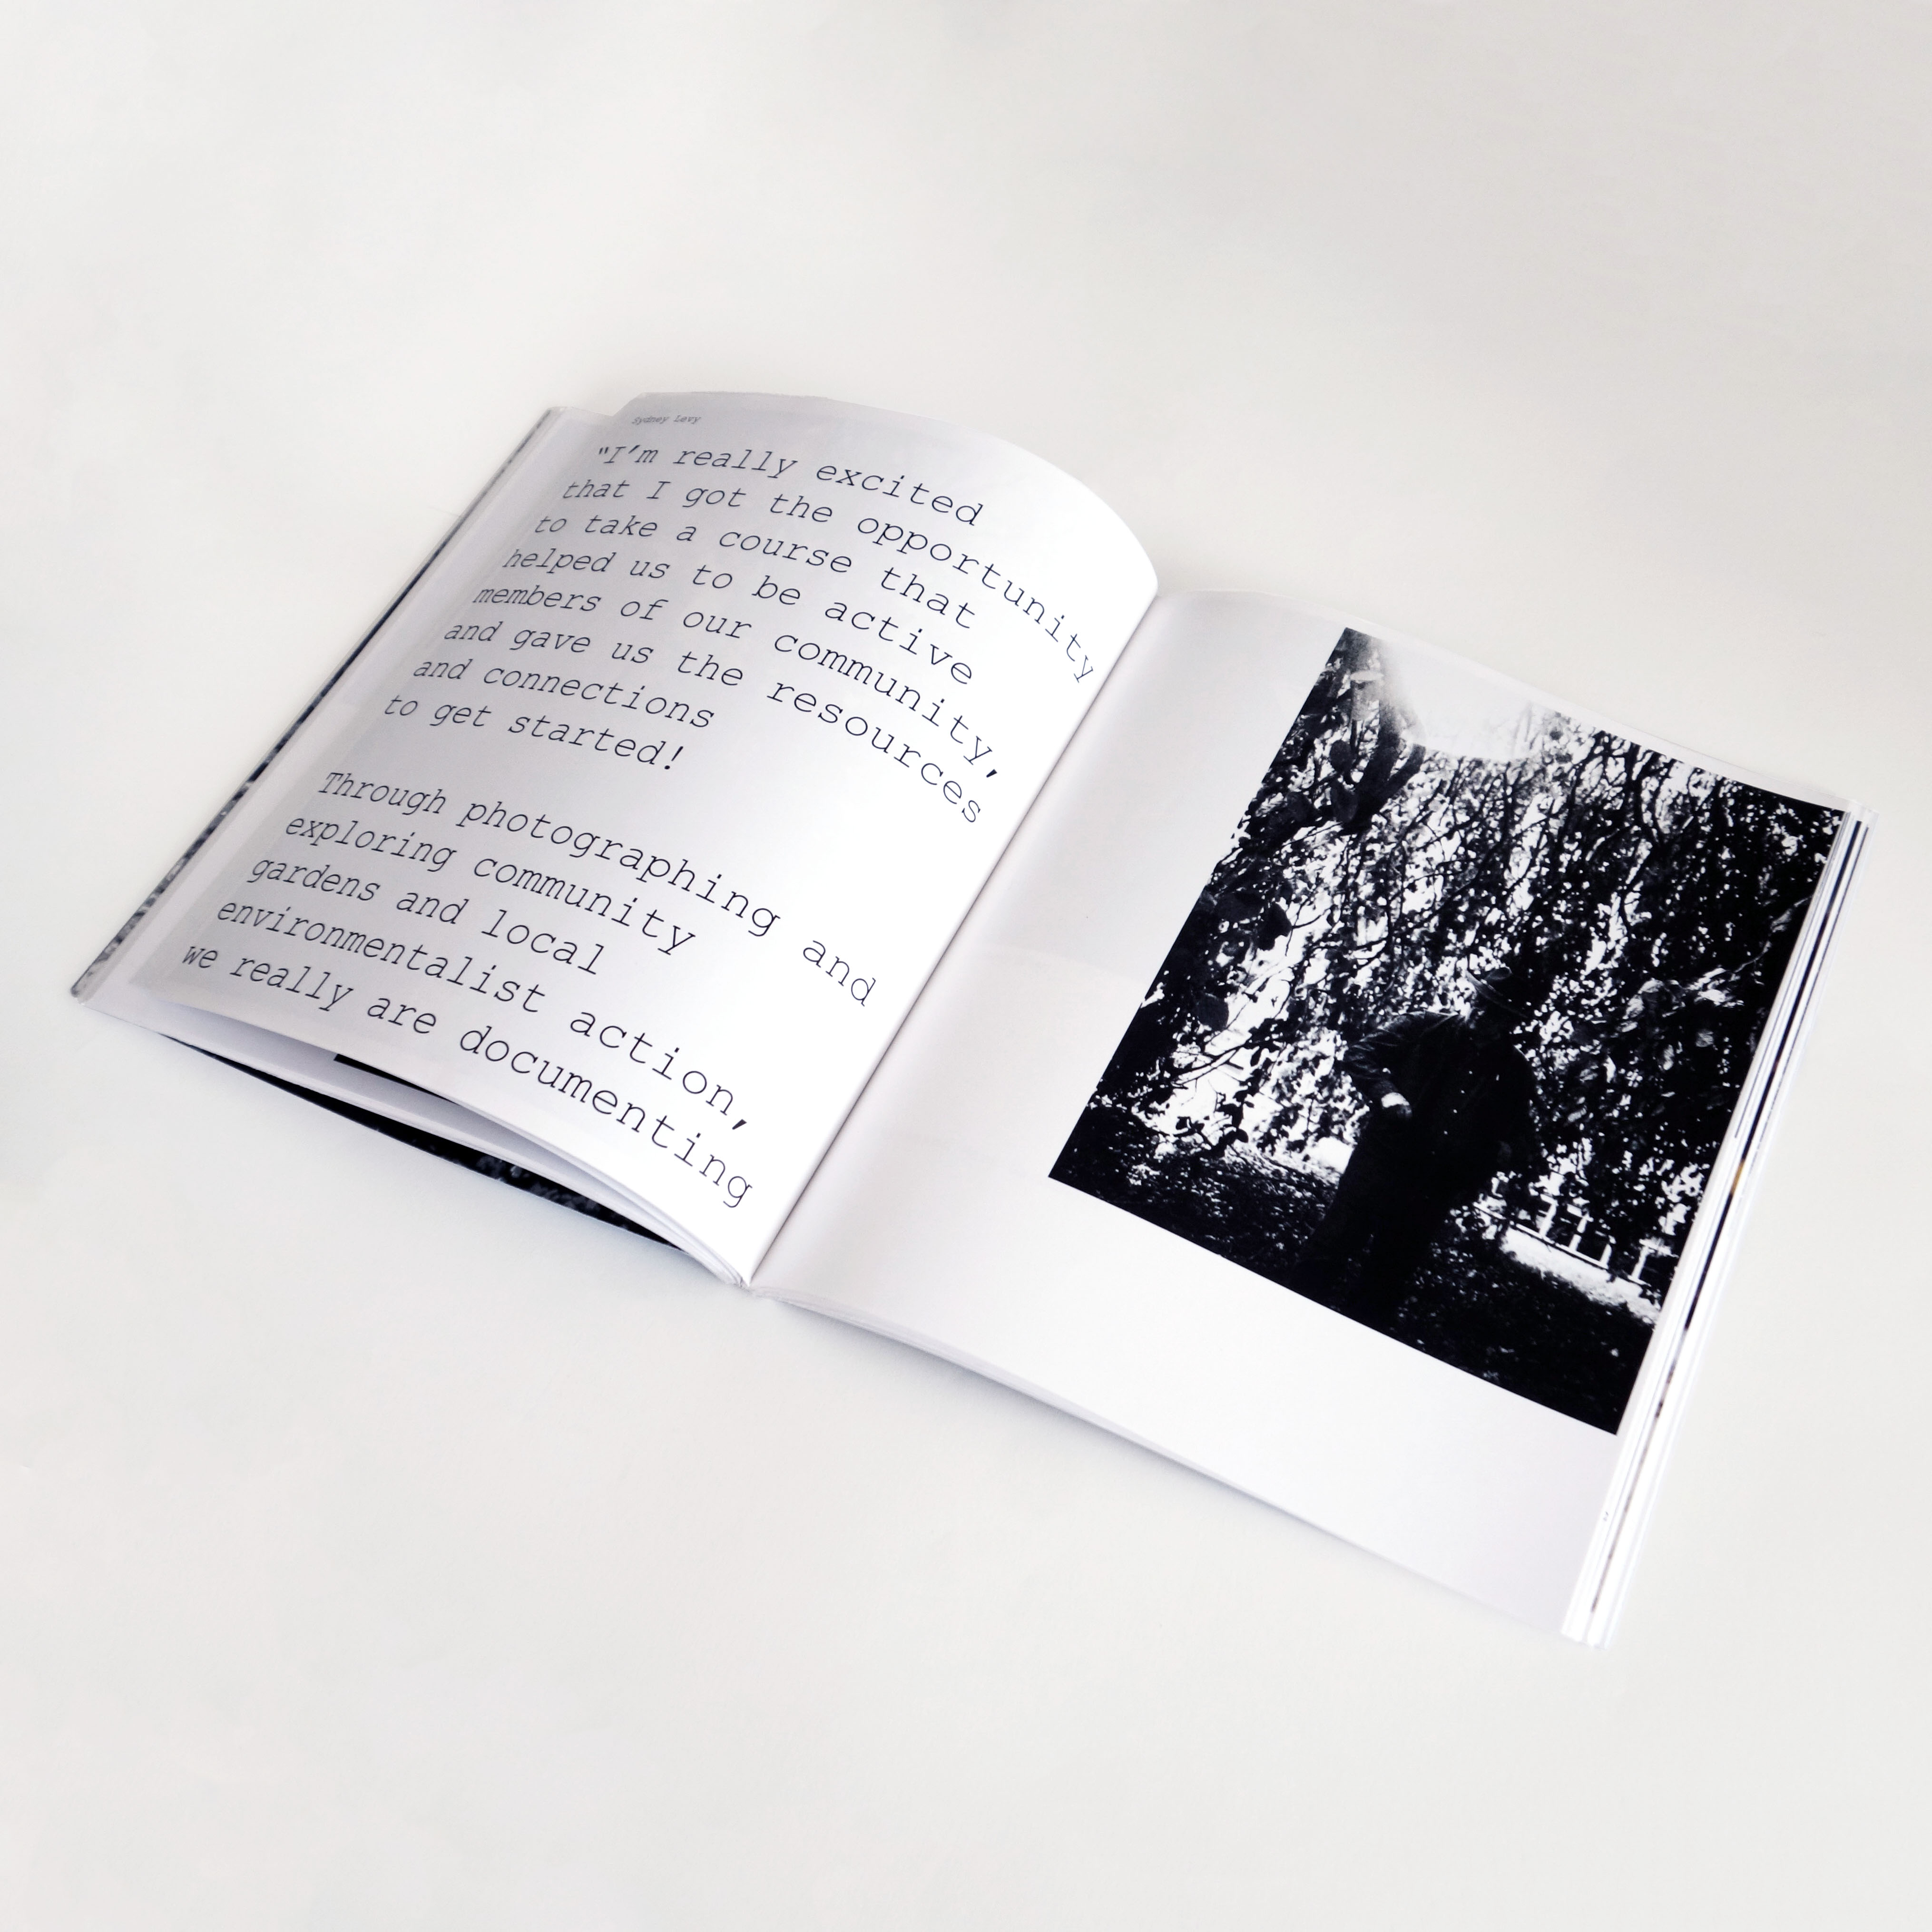 Sydney Levy
“I’m really excited
that I got the opportunity
to take a course that
helped us to be active
members of our community,
and gave us the resources
and connections
to get started!
Through photographing and
exploring community
gardens and local
environmentalist action,
we really are documenting